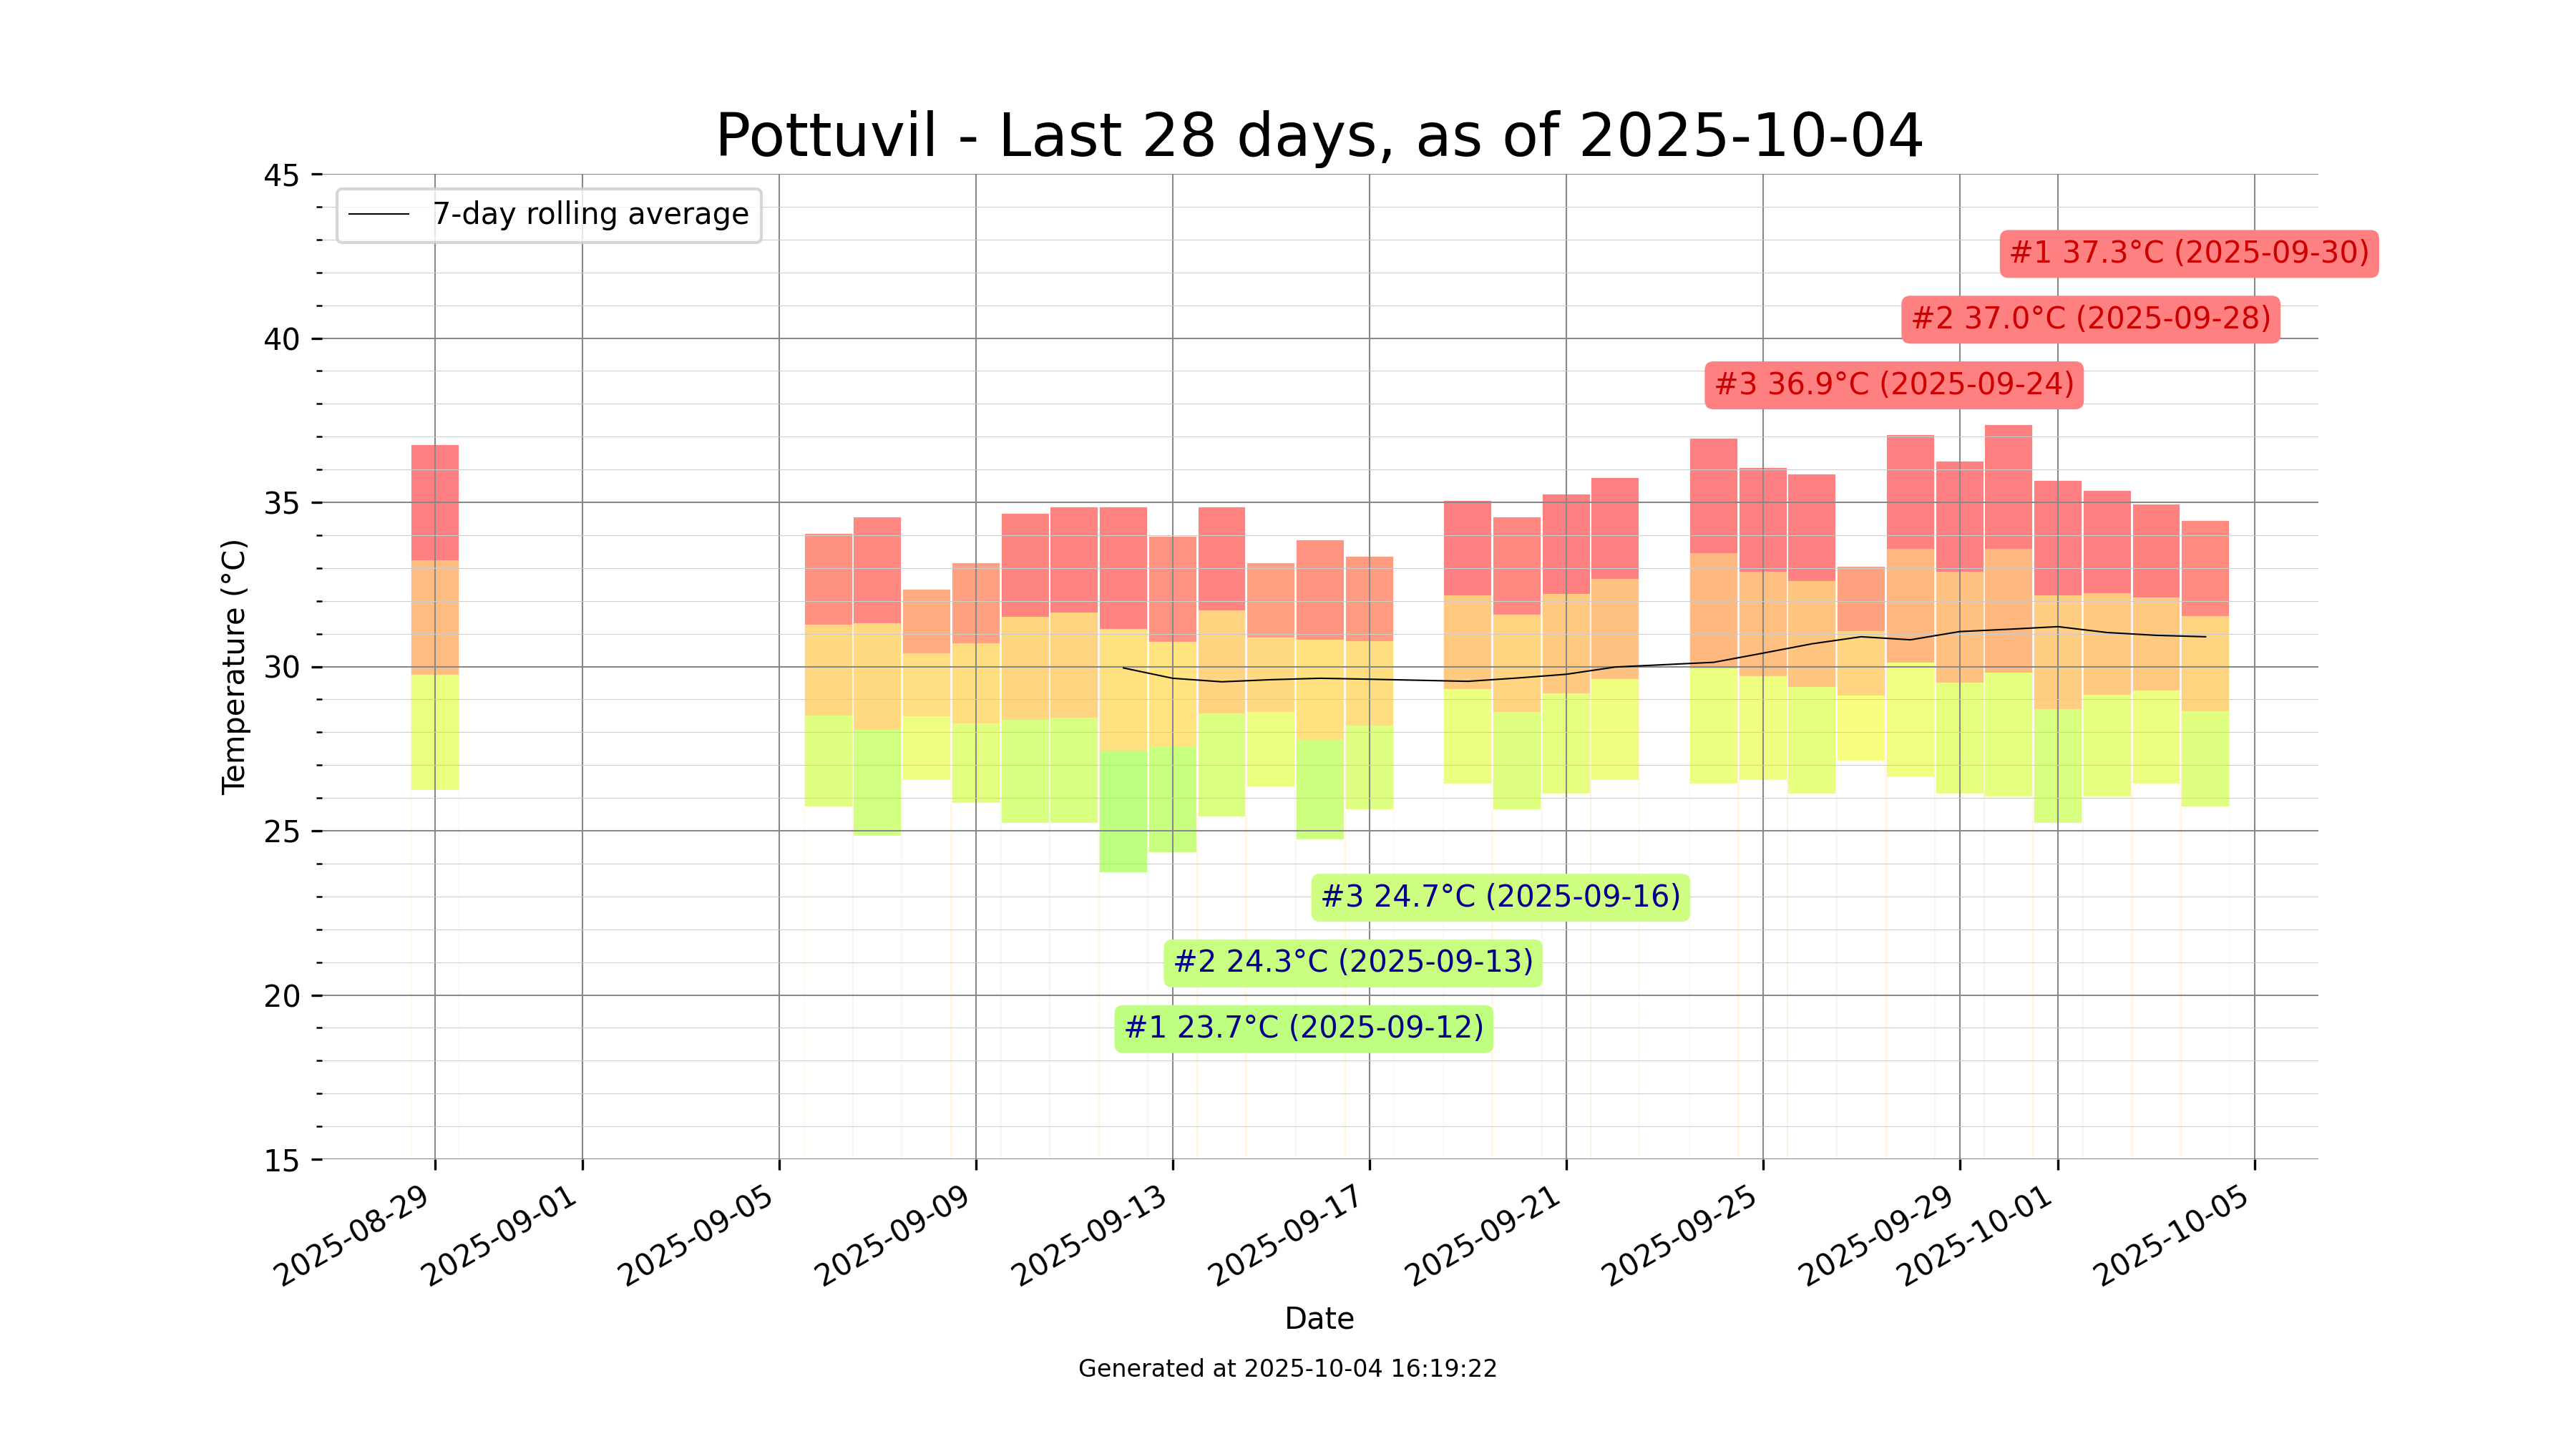 Pottuvil - Last 28 days, as of 2025-10-04
45
7-day rolling average
#1 37.3°C (2025-09-30)
#2 37.0°C (2025-09-28)
40
#3 36.9°C (2025-09-24)
35
Temperature (°C)
30
25
#3 24.7°C (2025-09-16)
#2 24.3°C (2025-09-13)
20
#1 23.7°C (2025-09-12)
15
2025-08-29
2025-09-01
2025-09-05
2025-09-09
2025-09-13
2025-09-17
2025-09-21
2025-09-25
2025-09-29
2025-10-01
2025-10-05
Date
Generated at 2025-10-04 16:19:22